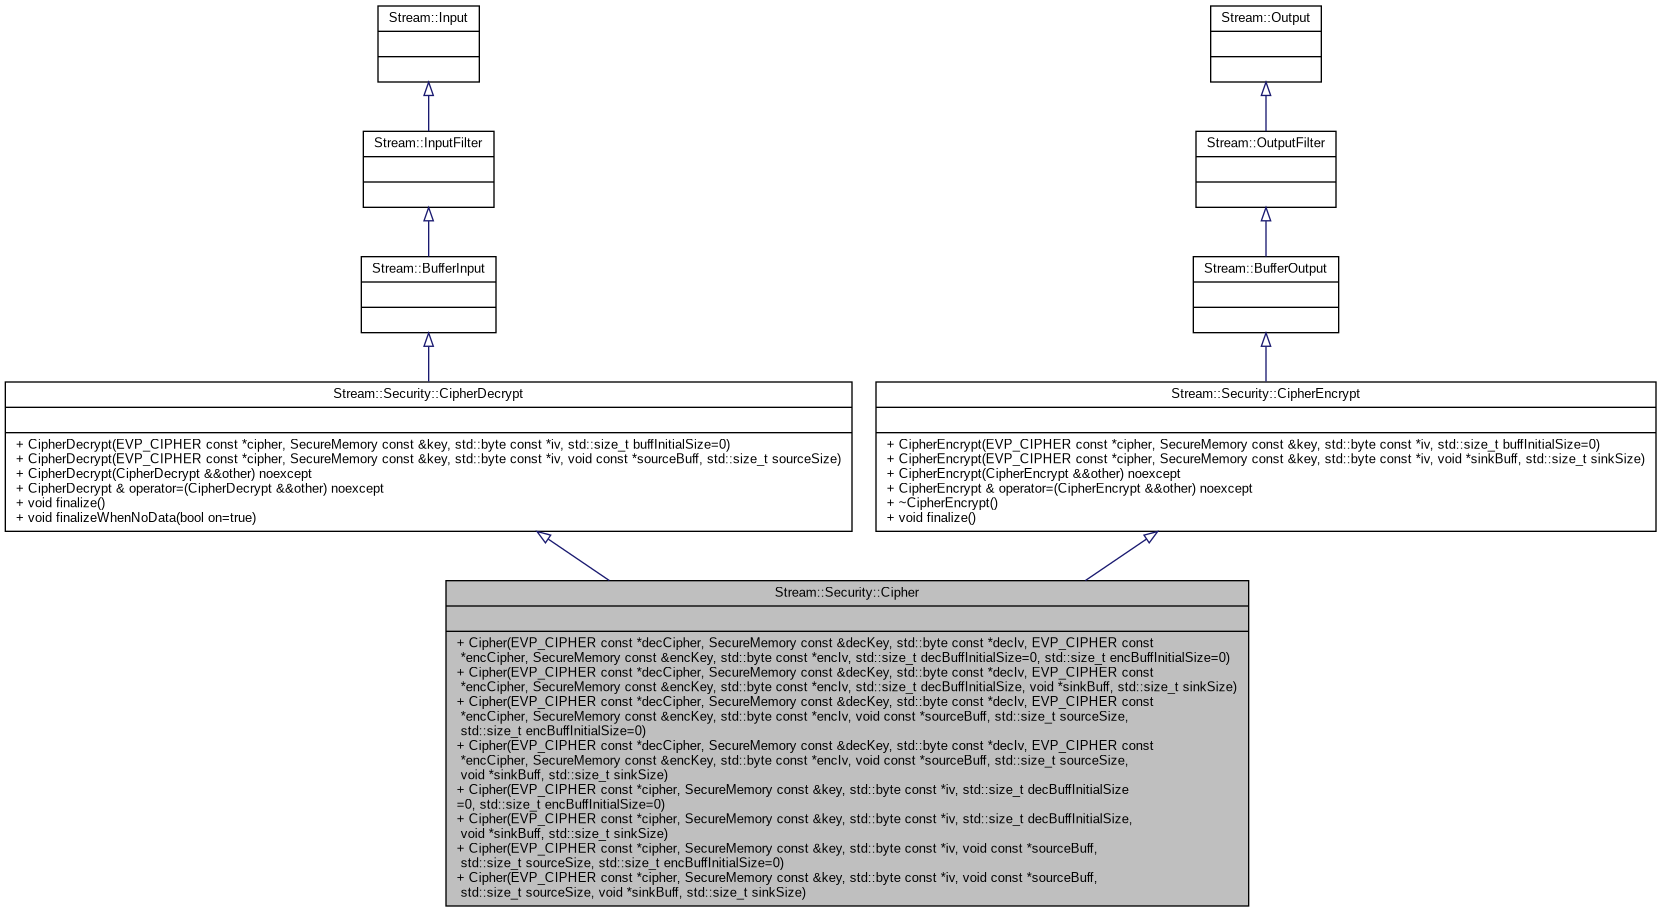 Stream::Input
Stream::Output
Stream::InputFilter
Stream::OutputFilter
Stream::BufferInput
Stream::BufferOutput
Stream::Security::CipherDecrypt
+ CipherDecrypt(EVP_CIPHER const *cipher, SecureMemory const &key, std::byte const *iv, std::size_t buffInitialSize=0)
+ CipherDecrypt(EVP_CIPHER const *cipher, SecureMemory const &key, std::byte const *iv, void const *sourceBuff, std::size_t sourceSize)
+ CipherDecrypt(CipherDecrypt &&other) noexcept
+ CipherDecrypt & operator=(CipherDecrypt &&other) noexcept
+ void finalize()
+ void finalizeWhenNoData(bool on=true)
Stream::Security::CipherEncrypt
+ CipherEncrypt(EVP_CIPHER const *cipher, SecureMemory const &key, std::byte const *iv, std::size_t buffInitialSize=0)
+ CipherEncrypt(EVP_CIPHER const *cipher, SecureMemory const &key, std::byte const *iv, void *sinkBuff, std::size_t sinkSize)
+ CipherEncrypt(CipherEncrypt &&other) noexcept
+ CipherEncrypt & operator=(CipherEncrypt &&other) noexcept
+ ~CipherEncrypt()
+ void finalize()
Stream::Security::Cipher
+ Cipher(EVP_CIPHER const *decCipher, SecureMemory const &decKey, std::byte const *decIv, EVP_CIPHER const
*encCipher, SecureMemory const &encKey, std::byte const *encIv, std::size_t decBuffInitialSize=0, std::size_t encBuffInitialSize=0)
+ Cipher(EVP_CIPHER const *decCipher, SecureMemory const &decKey, std::byte const *decIv, EVP_CIPHER const
*encCipher, SecureMemory const &encKey, std::byte const *encIv, std::size_t decBuffInitialSize, void *sinkBuff, std::size_t sinkSize)
+ Cipher(EVP_CIPHER const *decCipher, SecureMemory const &decKey, std::byte const *decIv, EVP_CIPHER const
*encCipher, SecureMemory const &encKey, std::byte const *encIv, void const *sourceBuff, std::size_t sourceSize,
std::size_t encBuffInitialSize=0)
+ Cipher(EVP_CIPHER const *decCipher, SecureMemory const &decKey, std::byte const *decIv, EVP_CIPHER const
*encCipher, SecureMemory const &encKey, std::byte const *encIv, void const *sourceBuff, std::size_t sourceSize,
void *sinkBuff, std::size_t sinkSize)
+ Cipher(EVP_CIPHER const *cipher, SecureMemory const &key, std::byte const *iv, std::size_t decBuffInitialSize
=0, std::size_t encBuffInitialSize=0)
+ Cipher(EVP_CIPHER const *cipher, SecureMemory const &key, std::byte const *iv, std::size_t decBuffInitialSize,
void *sinkBuff, std::size_t sinkSize)
+ Cipher(EVP_CIPHER const *cipher, SecureMemory const &key, std::byte const *iv, void const *sourceBuff,
std::size_t sourceSize, std::size_t encBuffInitialSize=0)
+ Cipher(EVP_CIPHER const *cipher, SecureMemory const &key, std::byte const *iv, void const *sourceBuff,
std::size_t sourceSize, void *sinkBuff, std::size_t sinkSize)